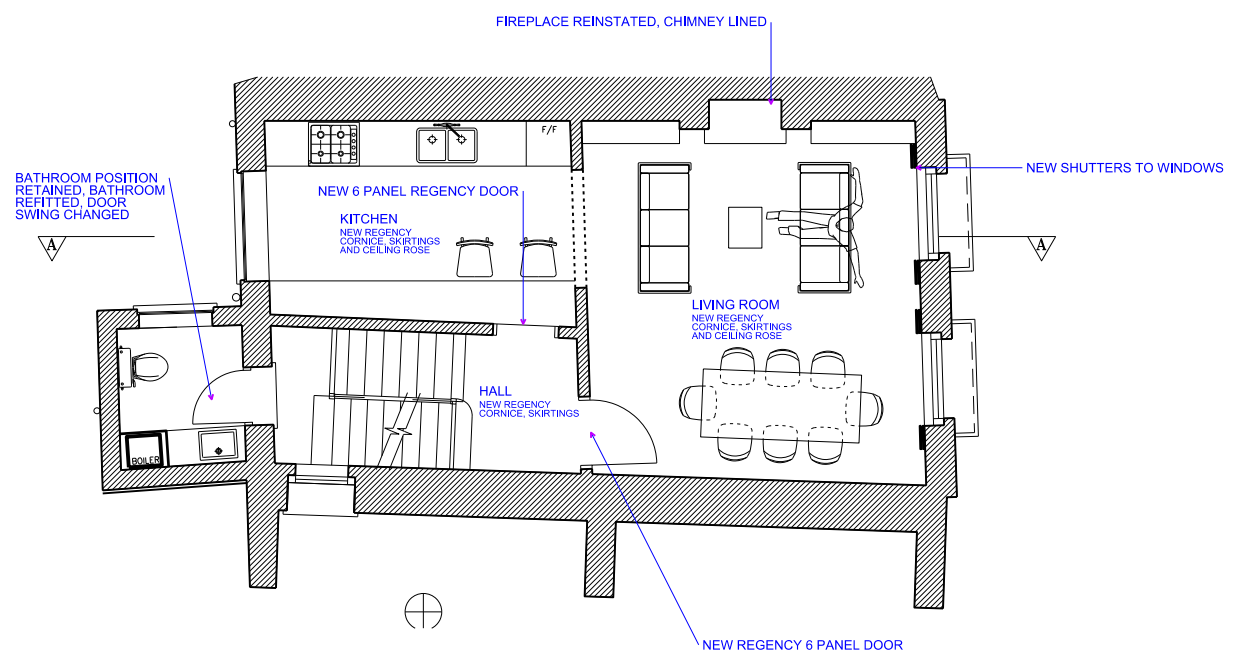 FIREPLACE REINSTATED, CHIMNEY LINED
F/F
NEW SHUTTERS TO WINDOWS
BATHROOM POSITION
RETAINED, BATHROOM
REFITTED, DOOR
SWING CHANGED
NEW 6 PANEL REGENCY DOOR
KITCHEN
NEW REGENCY
CORNICE, SKIRTINGS
AND CEILING ROSE
A
A
LIVING ROOM
NEW REGENCY
CORNICE, SKIRTINGS
AND CEILING ROSE
HALL
NEW REGENCY
CORNICE, SKIRTINGS
BOILER
NEW REGENCY 6 PANEL DOOR